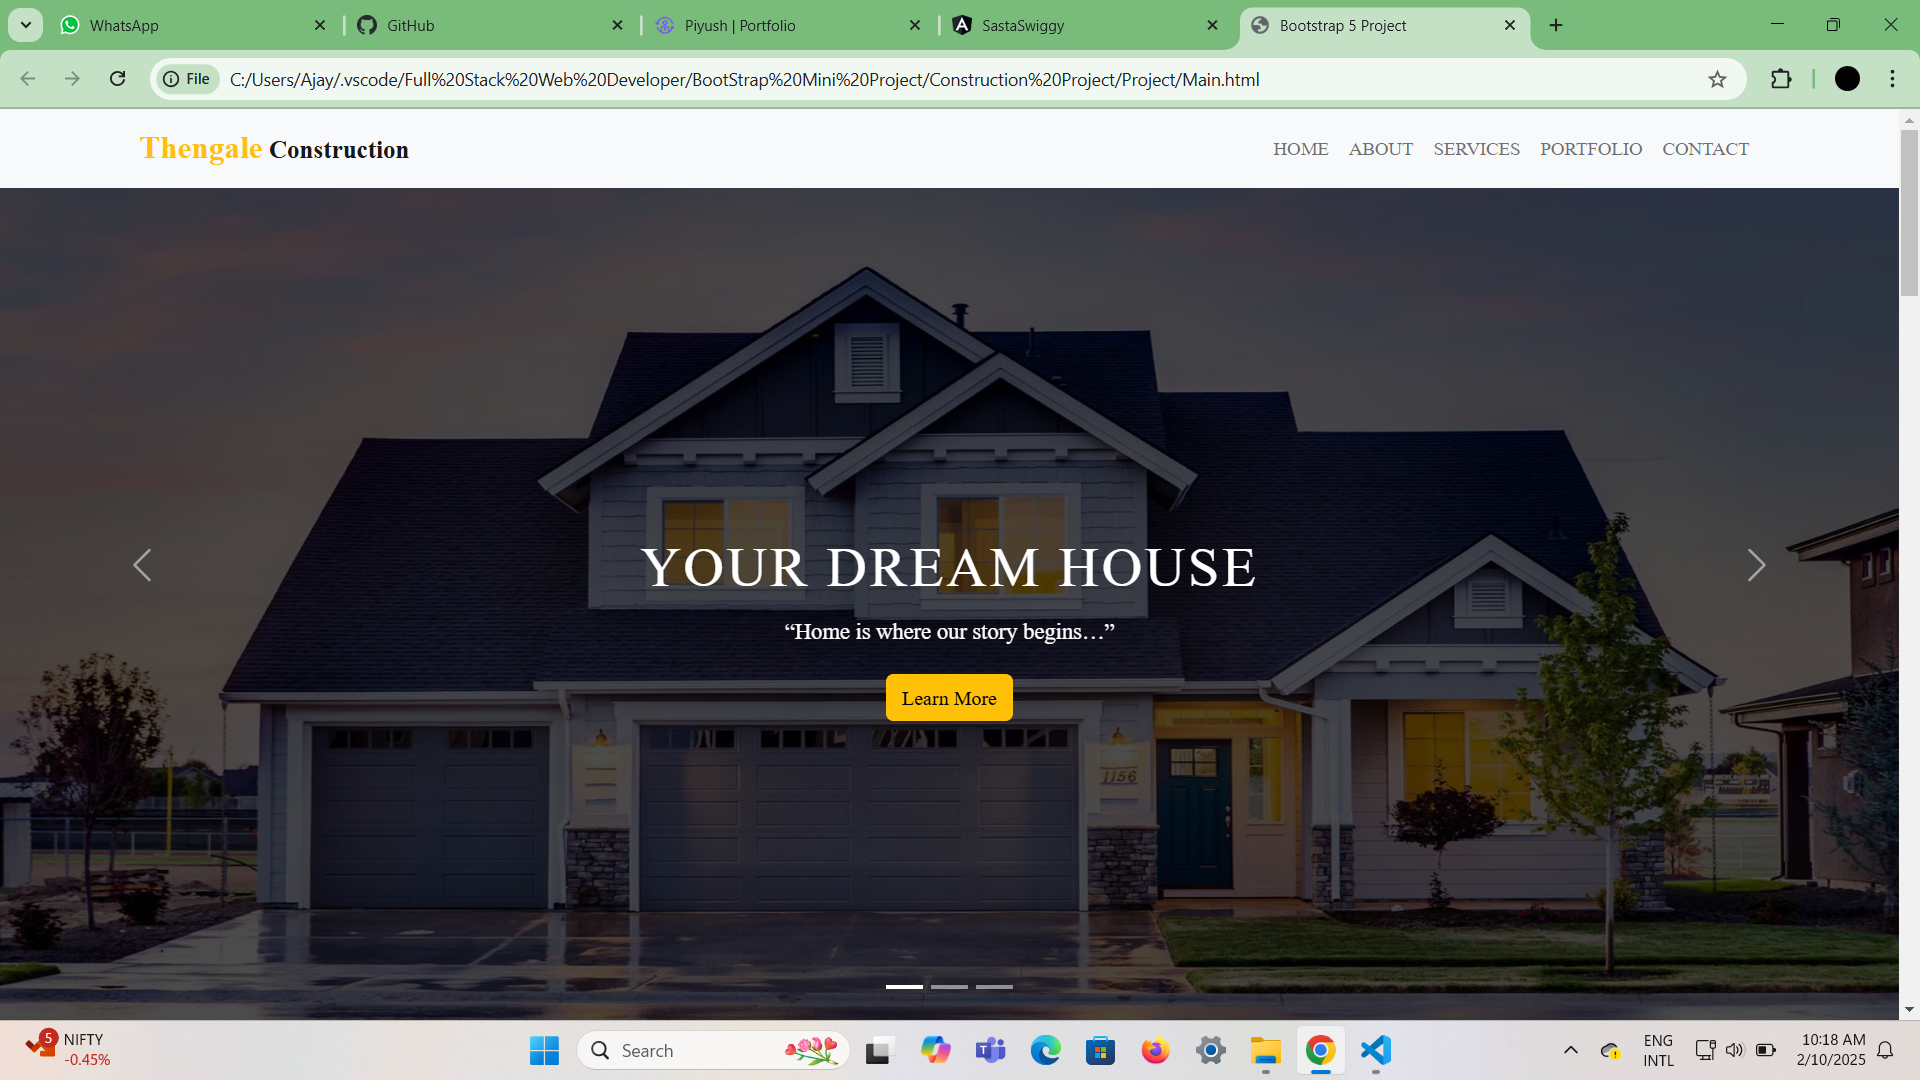 WhatsApp
GitHub
Piyush | Portfolio
SastaSwiggy
Bootstrap 5 Project
File
C:/Users/Ajay/.vscode/Full%20Stack%20Web%20Developer/BootStrap%20Mini%20Project/Construction%20Project/Project/Main.html
Thengale Construction
HOME ABOUT SERVICES PORTFOLIO CONTACT
YOUR DREAM HOUSE
“Home is where our story begins…”
Learn More
1156
5
NIFTY
-0.45%
Search
ENG
INTL
10:18 AM
2/10/2025